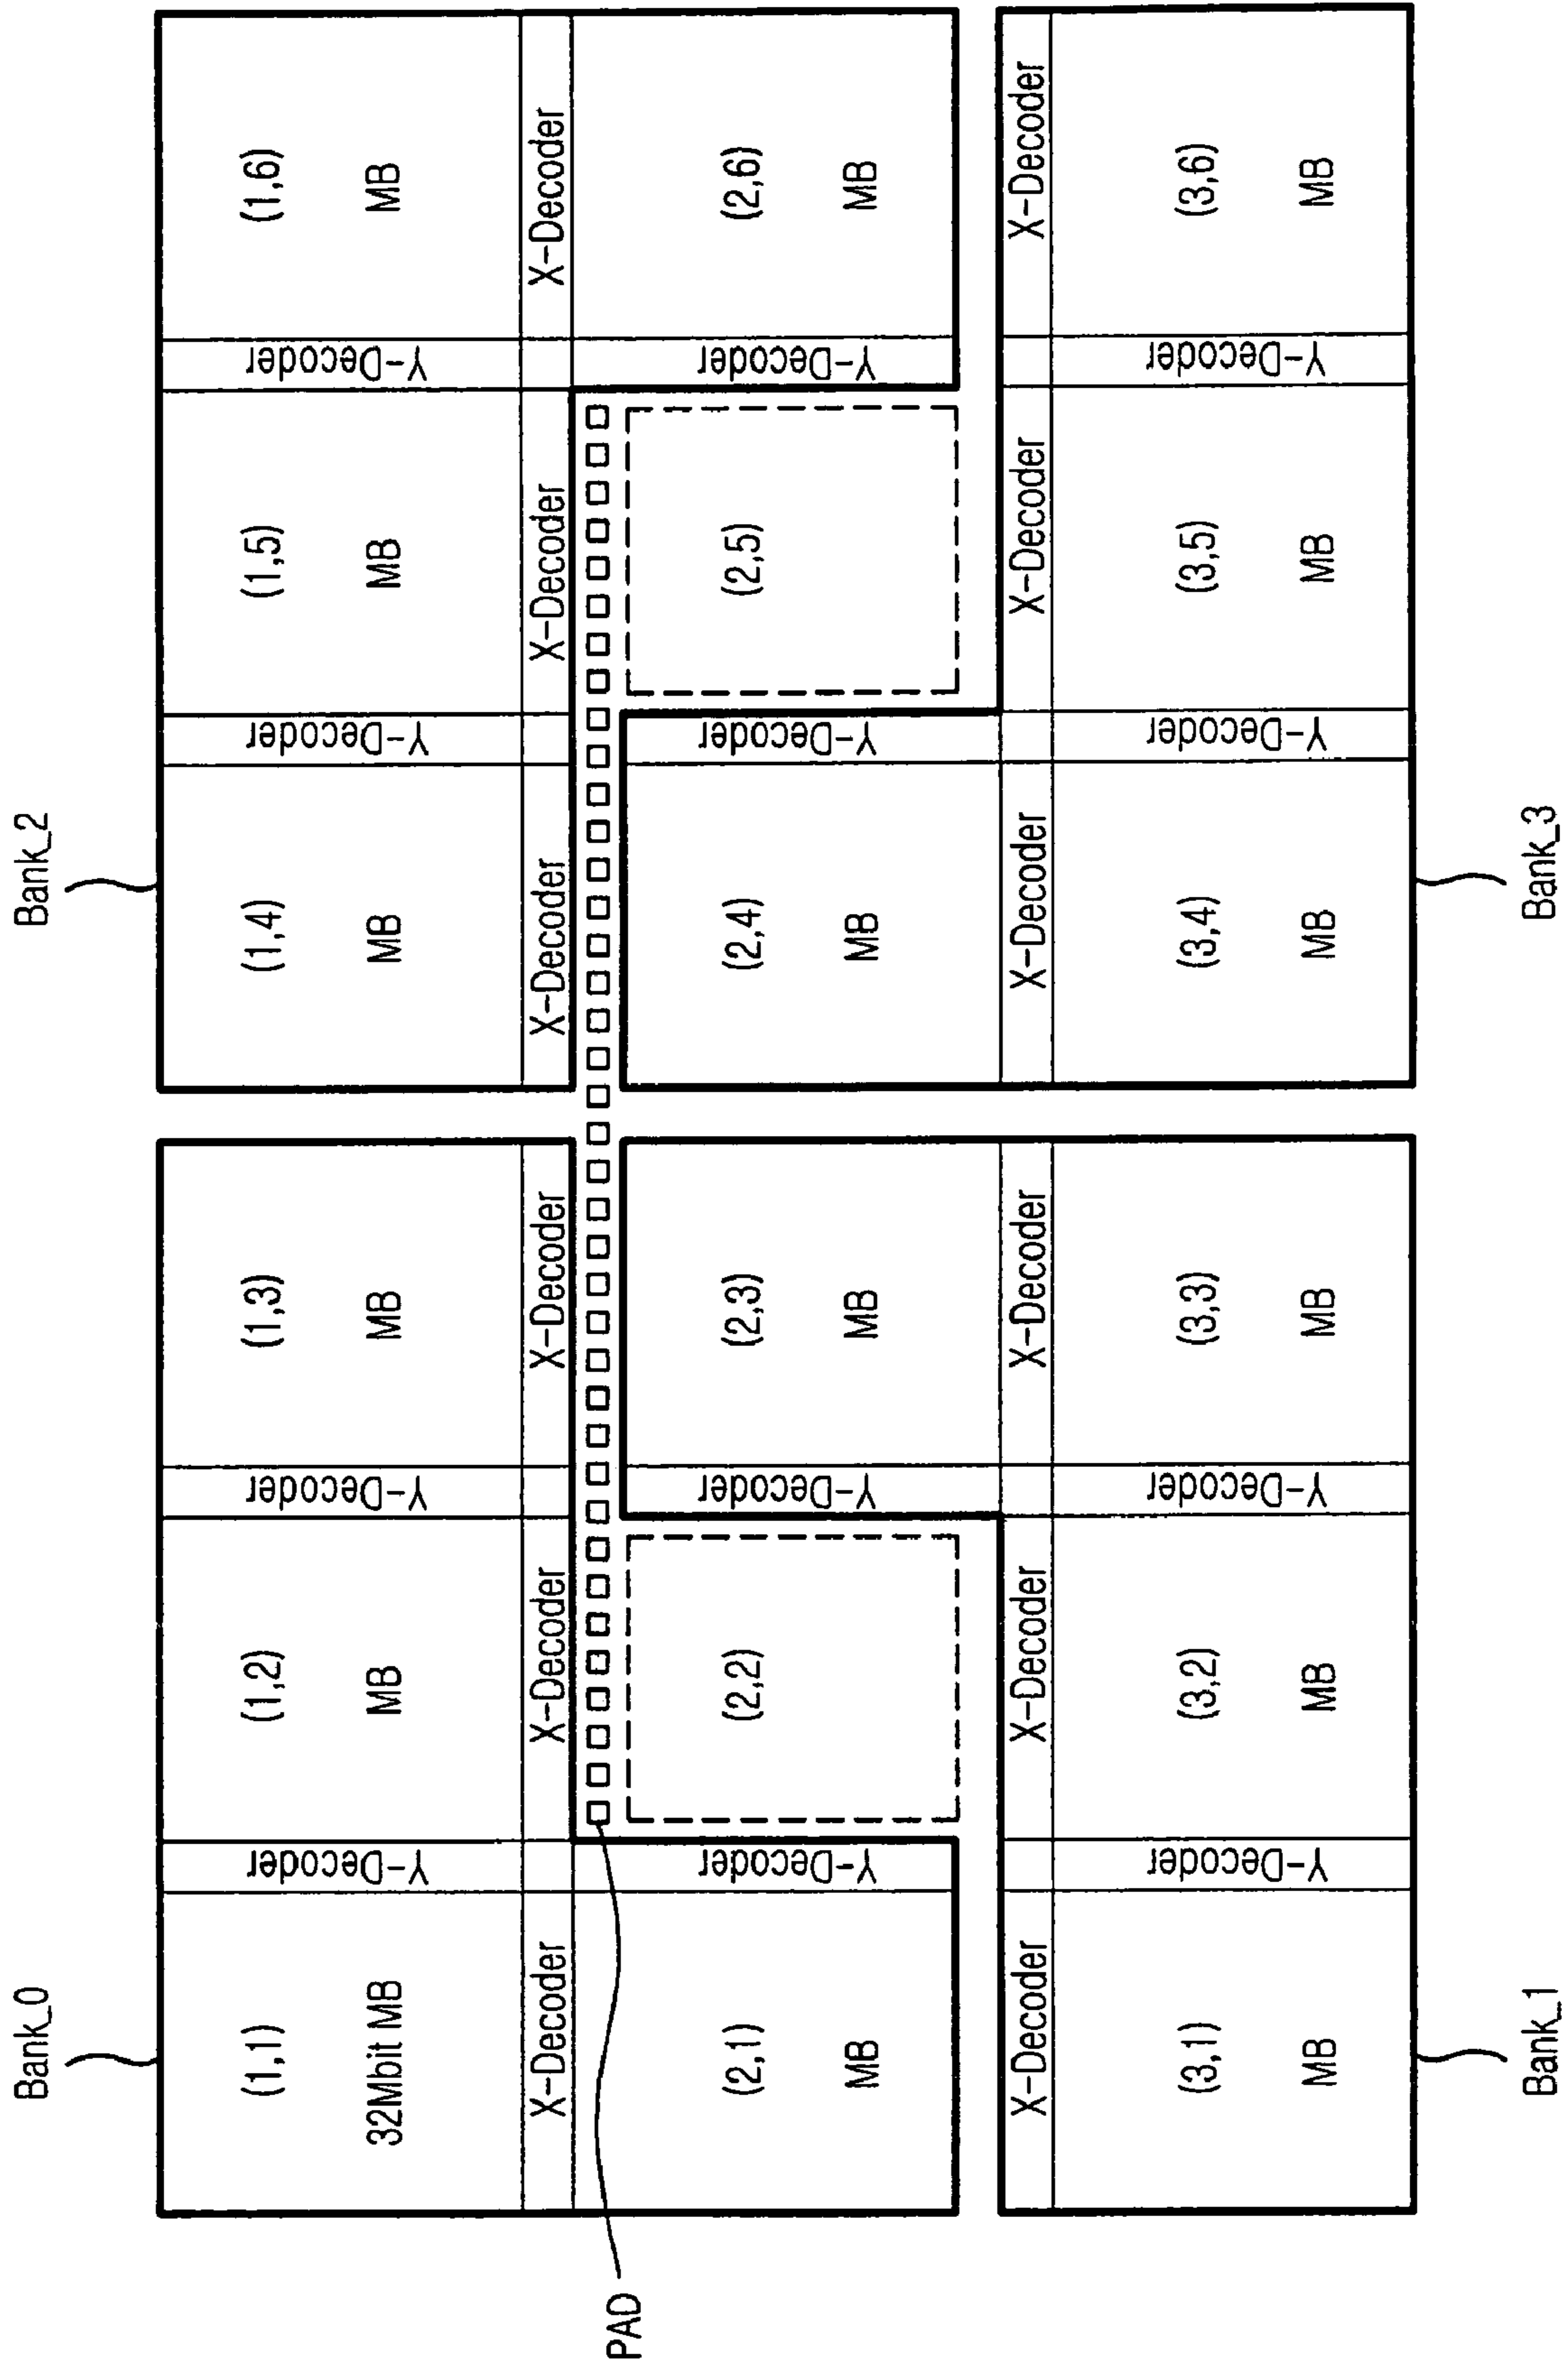 Bank_0
Bank_2
(1,1)
32Mbit MB
Y-Decoder
(1,2)
MB
Y-Decoder
(1,3)
MB
(1,4)
MB
Y-Decoder
(1,5)
MB
Y-Decoder
(1,6)
MB
X-Decoder
X-Decoder
X-Decoder
X-Decoder
X-Decoder
X-Decoder
PAD
(2,1)
MB
Y-Decoder
(2,2)
Y-Decoder
(2,3)
MB
(2,4)
MB
Y-Decoder
(2,5)
Y-Decoder
(2,6)
MB
X-Decoder
X-Decoder
X-Decoder
X-Decoder
X-Decoder
X-Decoder
(3,1)
MB
Y-Decoder
(3,2)
MB
Y-Decoder
(3,3)
MB
(3,4)
MB
Y-Decoder
(3,5)
MB
Y-Decoder
(3,6)
MB
Bank_1
Bank_3